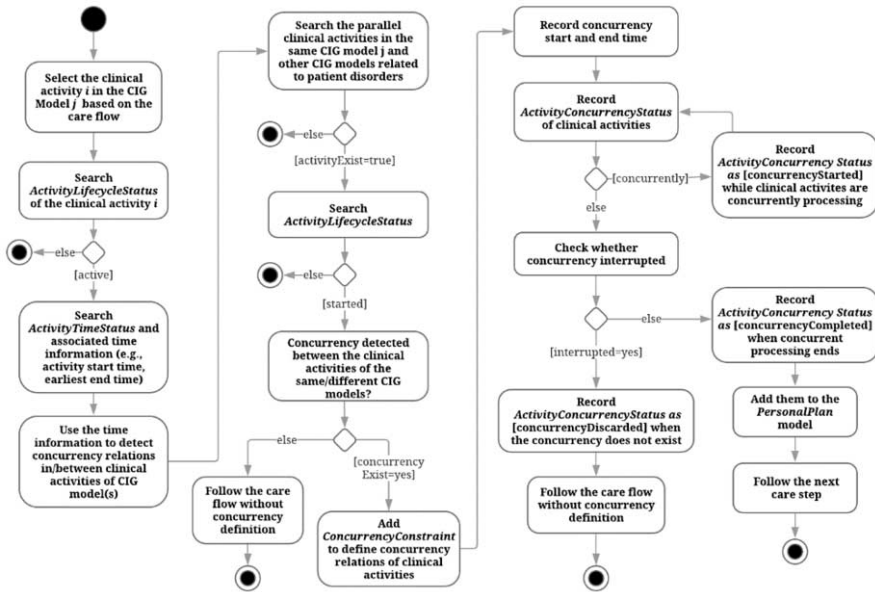 Select the clinical
activity i in the CIG
Model j based on the
care flow
Search
ActivityLifecycleStatus
of the clinical activity i
else
[active]
Search
ActivityTimeStatus and
associated time
information (e.g.,
activity start time,
earliest end time)
Use the time
information to detect
concurrency relations
in/between clinical
activities of CIG
model(s)
Search the parallel
clinical activities in the
same CIG model j and
other CIG models related
to patient disorders
else
[activityExist=true]
Search
ActivityLifecycleStatus
else
[started]
Concurrency detected
between the clinical
activities of the
same/different CIG
models?
else
[concurrency
Exist=yes]
Follow the care
flow without
concurrency
definition
Add
ConcurrencyConstraint
to define concurrency
relations of clinical
activities
Record concurrency
start and end time
Record
ActivityConcurrencyStatus
of clinical activities
[concurrently]
Record
ActivityConcurrency Status
as [concurrencyStarted]
while clinical activites are
concurrently processing
else
Check whether
concurrency interrupted
else
[interrupted=yes]
Record
ActivityConcurrencyStatus as
[concurrencyDiscarded] when
the concurrency does not exist
Follow the care flow
without concurrency
definition
Record
ActivityConcurrency Status
as [concurrencyCompleted]
when concurrent
processing ends
Add them to the
PersonalPlan
model
Follow the next
care step